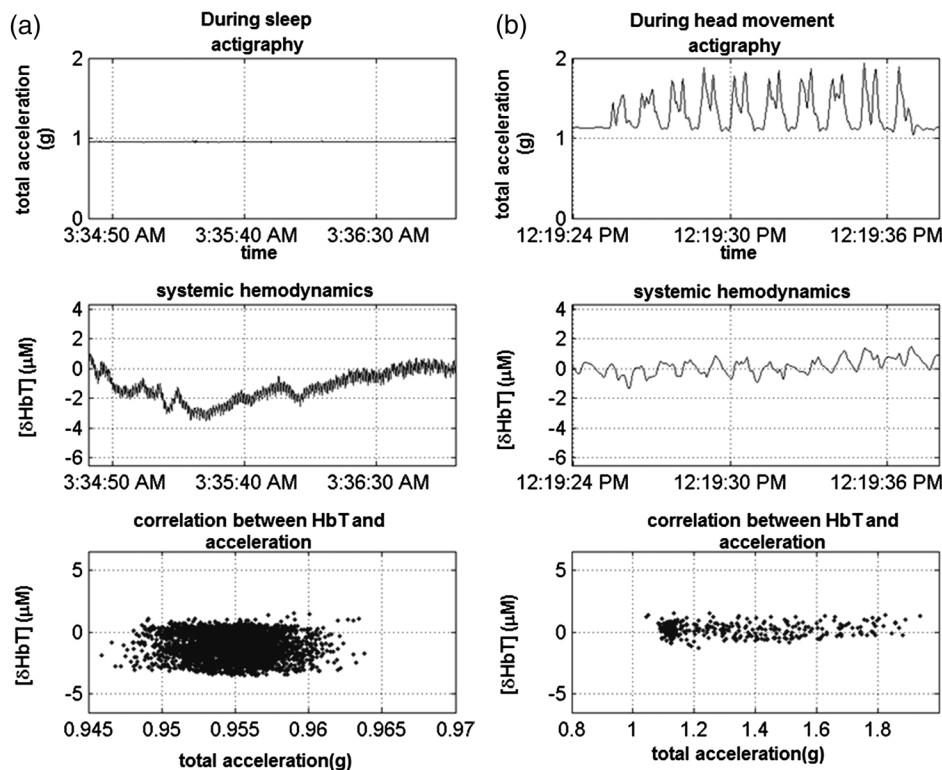 (a)
During sleep
actigraphy
total acceleration
(g)
2
1
0
3:34:50 AM 3:35:40 AM 3:36:30 AM
time
systemic hemodynamics
[δHbT] (μM)
4
2
0
-2
-4
-6
3:34:50 AM 3:35:40 AM 3:36:30 AM
correlation between HbT and
acceleration
[δHbT] (μM)
5
0
-5
0.945 0.95 0.955 0.96 0.965 0.97
total acceleration(g)
(b)
During head movement
actigraphy
total acceleration
(g)
2
1
0
12:19:24 PM 12:19:30 PM 12:19:36 PM
time
systemic hemodynamics
[δHbT] (μM)
4
2
0
-2
-4
-6
12:19:24 PM 12:19:30 PM 12:19:36 PM
correlation between HbT and
acceleration
[δHbT] (μM)
5
0
-5
0.8 1 1.2 1.4 1.6 1.8
total acceleration(g)